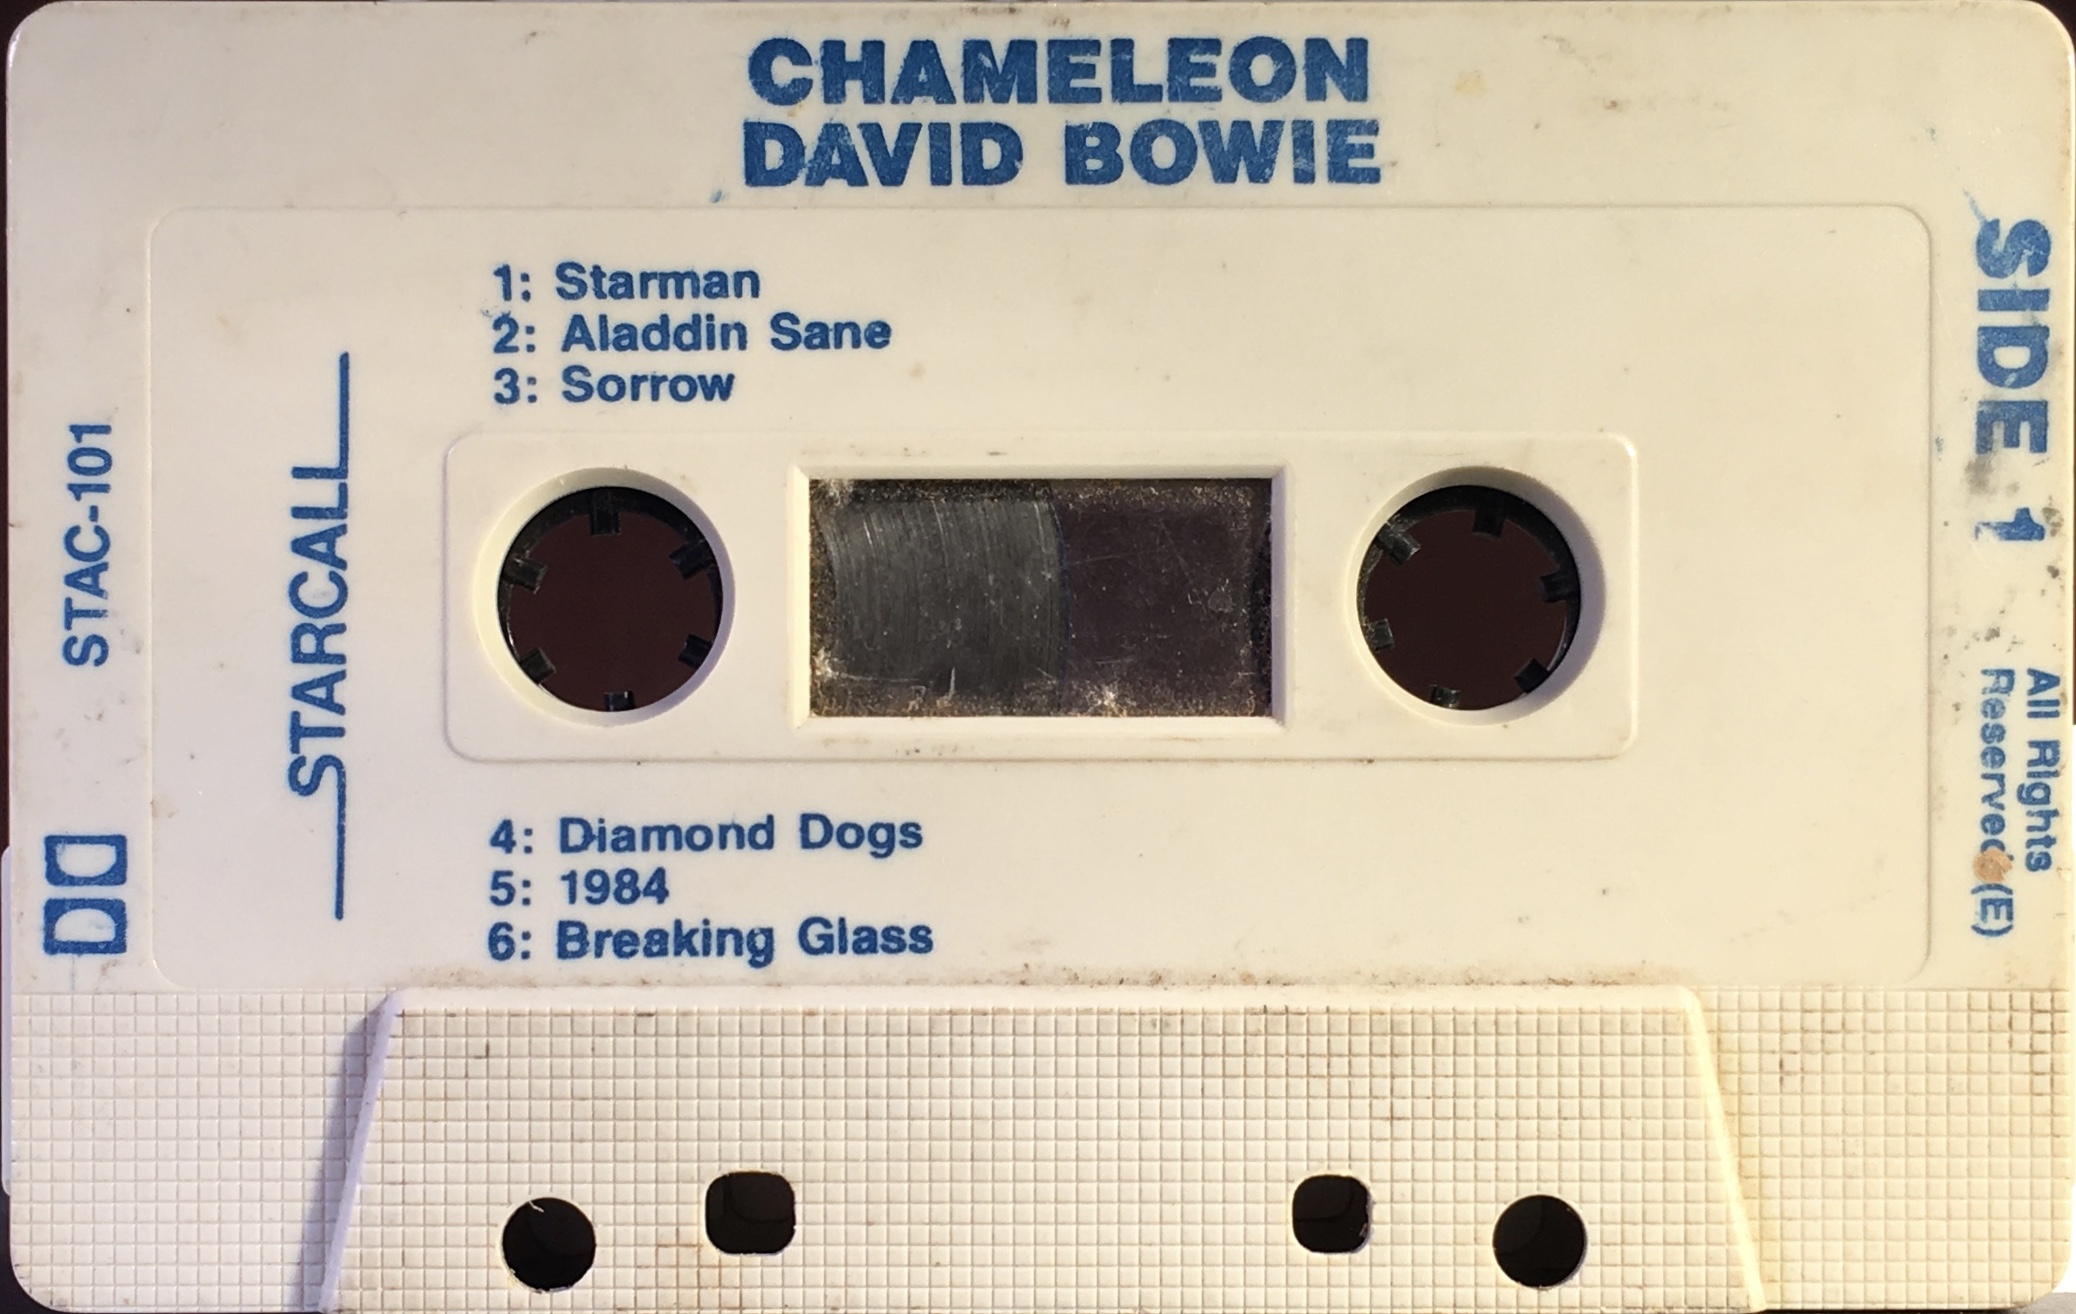 CHAMELEON
DAVID BOWIE
1: Starman
2: Aladdin Sane
3: Sorrow
STAC-101
STARCALL
SIDE 1
All Rights
Reserved (E)
4: Diamond Dogs
5: 1984
6: Breaking Glass